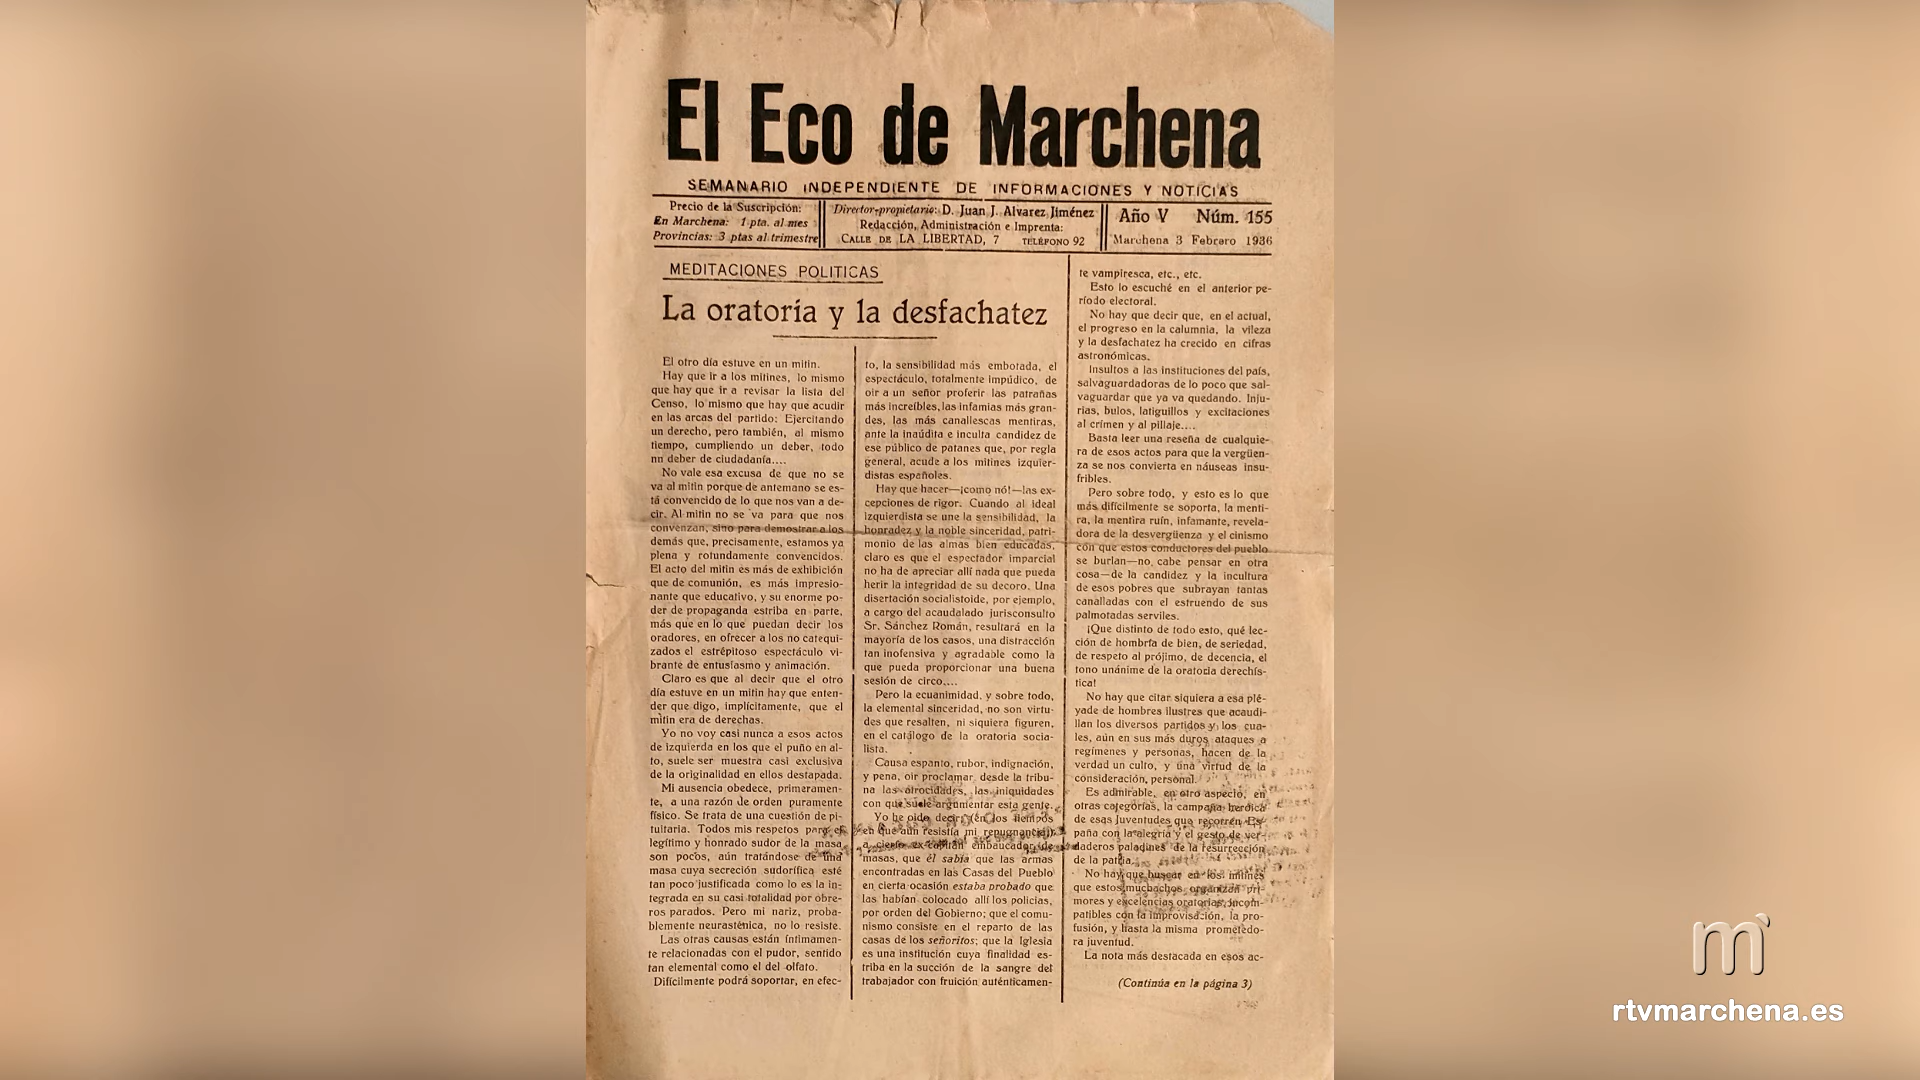 El Eco de Marchena
SEMANARIO INDEPENDIENTE DE INFORMACIONES Y NOTICIAS
Precio de la Suscripción:
En Marchena: 1 pta. al mes
Provincias: 3 ptas al trimestre
Director-propietario: D. Juan J. Alvarez Jiménez
Redacción, Administración e Imprenta:
CALLE DE LA LIBERTAD, 7 TELÉFONO 92
Año V Núm. 155
Marchena 3 Febrero 1936
MEDITACIONES POLITICAS
La oratoria y la desfachatez
El otro día estuve en un mitin.
Hay que ir a los mitines, lo mismo
que hay que ir a revisar la lista del
Censo, lo mismo que hay que acudir
en las arcas del partido: Ejercitando
un derecho, pero también, al mismo
tiempo, cumpliendo un deber, todo
nn deber de ciudadanía....
No vale esa excusa de que no se
va al mitin porque de antemano se es-
tá convencido de lo que nos van a de-
cir. Al mitin no se va para que nos
convenzan, sino para demostrar a los
demás que, precisamente, estamos ya
plena y rotundamente convencidos.
El acto del mitin es más de exhibición
que de comunión, es más impresio-
nante que educativo, y su enorme po-
der de propaganda estriba en parte,
más que en lo que puedan decir los
oradores, en ofrecer a los no catequi-
zados el estrépitoso espectáculo vi-
brante de entusiasmo y animación.
Claro es que al decir que el otro
día estuve en un mitin hay que enten-
der que digo, implícitamente, que el
mitin era de derechas.
Yo no voy casi nunca a esos actos
de izquierda en los que el puño en al-
to, suele ser muestra casi exclusiva
de la originalidad en ellos destapada.
Mi ausencia obedece, primeramen-
te, a una razón de orden puramente
físico. Se trata de una cuestión de pi-
tuitaria. Todos mis respetos para el
legítimo y honrado sudor de la masa
son pocos, aún tratándose de una
masa cuya secreción sudorífica esté
tan poco justificada como lo es la in-
tegrada en su casi totalidad por obre-
ros parados. Pero mi nariz, proba-
blemente neurasténica, no lo resiste.
Las otras causas están íntimamen-
te relacionadas con el pudor, sentido
tan elemental como el del olfato.
Difícilmente podrá soportar, en efec-
to, la sensibilidad más embotada, el
espectáculo, totalmente impúdico, de
oir a un señor proferir las patrañas
más increíbles, las infamias más gran-
des, las más canallescas mentiras,
ante la inaúdita e inculta candidez de
ese público de patanes que, por regla
general, acude a los mitines izquier-
distas españoles.
Hay que hacer—¡como nó!—las ex-
cepciones de rigor. Cuando al ideal
izquierdista se une la sensibilidad, la
honradez y la noble sinceridad, patri-
monio de las almas bien educadas,
claro es que el espectador imparcial
no ha de apreciar allí nada que pueda
herir la integridad de su decoro. Una
disertación socialistoide, por ejemplo,
a cargo del acaudalado jurisconsulto
Sr. Sánchez Román, resultará en la
mayoría de los casos, una distracción
tan inofensiva y agradable como la
que pueda proporcionar una buena
sesión de circo....
Pero la ecuanimidad, y sobre todo,
la elemental sinceridad, no son virtu-
des que resalten, ni siquiera figuren,
en el catálogo de la oratoria socia-
lista.
Causa espanto, rubor, indignación,
y pena, oir proclamar desde la tribu-
na las atrocidades, las iniquidades
con que suele argumentar esta gente.
Yo he oido decir, (en los tiempos
en que aún resistía mi repugnancia),
a cierto ex-capitán embaucador de
masas, que él sabía que las armas
encontradas en las Casas del Pueblo
en cierta ocasión estaba probado que
las habían colocado allí los policías,
por orden del Gobierno; que el comu-
nismo consiste en el reparto de las
casas de los señoritos; que la Iglesia
es una institución cuya finalidad es-
triba en la succión de la sangre del
trabajador con fruición auténticamen-
te vampiresca, etc., etc.
Esto lo escuché en el anterior pe-
ríodo electoral.
No hay que decir que, en el actual,
el progreso en la calumnia, la vileza
y la desfachatez ha crecido en cifras
astronómicas.
Insultos a las instituciones del país,
salvaguardadoras de lo poco que sal-
vaguardar que ya va quedando. Inju-
rias, bulos, latiguillos y excitaciones
al crimen y al pillaje....
Basta leer una reseña de cualquie-
ra de esos actos para que la vergüen-
za se nos convierta en náuseas insu-
fribles.
Pero sobre todo, y esto es lo que
más difícilmente se soporta, la menti-
ra, la mentira ruín, infamante, revela-
dora de la desvergüenza y el cinismo
con que estos conductores del pueblo
se burlan—no cabe pensar en otra
cosa—de la candidez y la incultura
de esos pobres que subrayan tantas
canalladas con el estruendo de sus
palmotadas serviles.
¡Que distinto de todo esto, qué lec-
ción de hombría de bien, de seriedad,
de respeto al prójimo, de decencia, el
tono unánime de la oratoria derechís-
tica!
No hay que citar siquiera a esa plé-
yade de hombres ilustres que acaudi-
llan los diversos partidos y los cua-
les, aún en sus más duros ataques a
regímenes y personas, hacen de la
verdad un culto, y una virtud de la
consideración, personal.
Es admirable, en otro aspecto, en
otras categorías, la campaña heróica
de esas Juventudes que recorren Es-
paña con la alegría y el gesto de ver-
daderos paladines de la resurrección
de la patria.
No hay que buscar en los mitines
que estos muchachos organizan pri-
mores y excelencias oratorias, incom-
patibles con la improvisación, la pro-
fusión, y hasta la misma prometedo-
ra juventud.
La nota más destacada en esos ac-
(Continúa en la página 3)
m
rtvmarchena.es